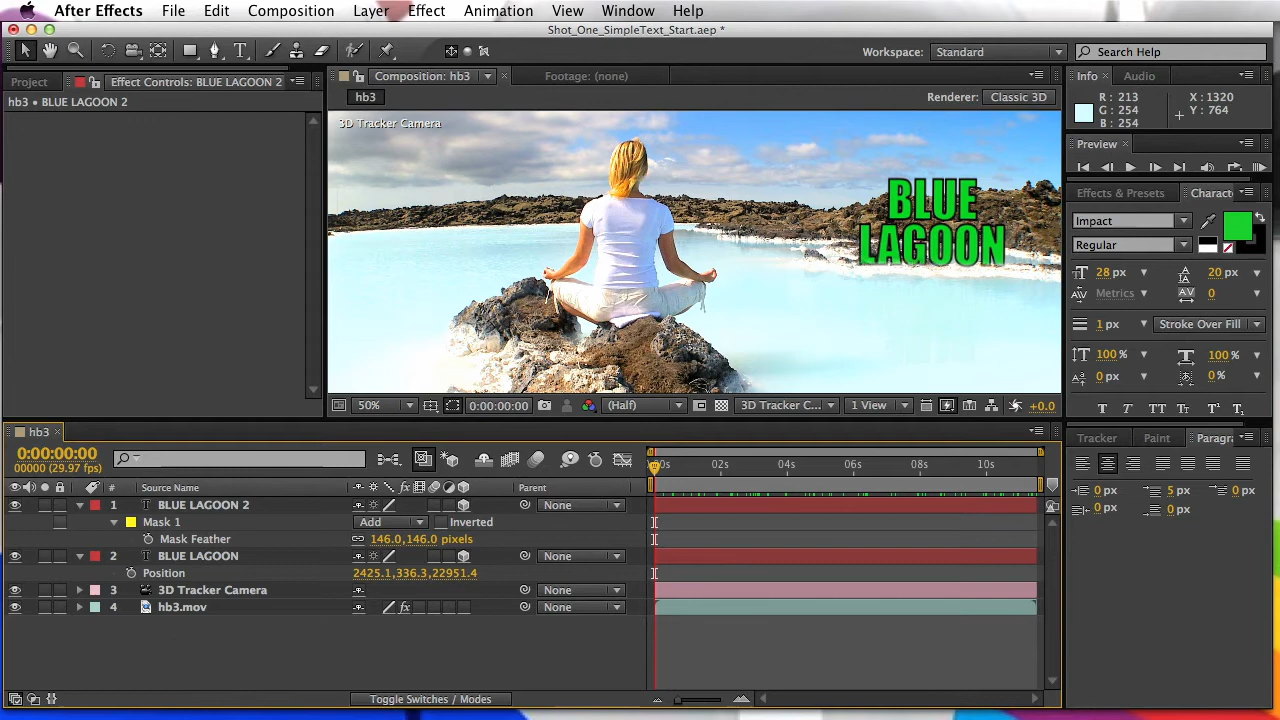 After Effects File Edit Composition Layer Effect Animation View Window Help
Shot_One_SimpleText_Start.aep *
Workspace: Standard Search Help
Project Effect Controls: BLUE LAGOON 2 Composition: hb3 Footage: (none) Info Audio
hb3 • BLUE LAGOON 2
hb3 Renderer: Classic 3D
R : 213
G : 254
B : 254
X : 1320
Y : 764
3D Tracker Camera
BLUE
LAGOON
Preview
Effects & Presets Charact
Impact
Regular
28 px 20 px
Metrics 0
1 px Stroke Over Fill
100 % 100 %
0 px 0 %
T T TT Tт T¹ T₁
50% 0:00:00:00 (Half) 3D Tracker C... 1 View +0.0
hb3 Tracker Paint Paragra
0:00:00:00
00000 (29.97 fps)
:00s 02s 04s 06s 08s 10s
# Source Name Parent
1 BLUE LAGOON 2 None
Mask 1 Add Inverted
Mask Feather 146.0,146.0 pixels
2 BLUE LAGOON None
Position 2425.1,336.3,22951.4
3 3D Tracker Camera None
4 hb3.mov fx None
0 px 5 px 0 px
0 px 0 px
Toggle Switches / Modes